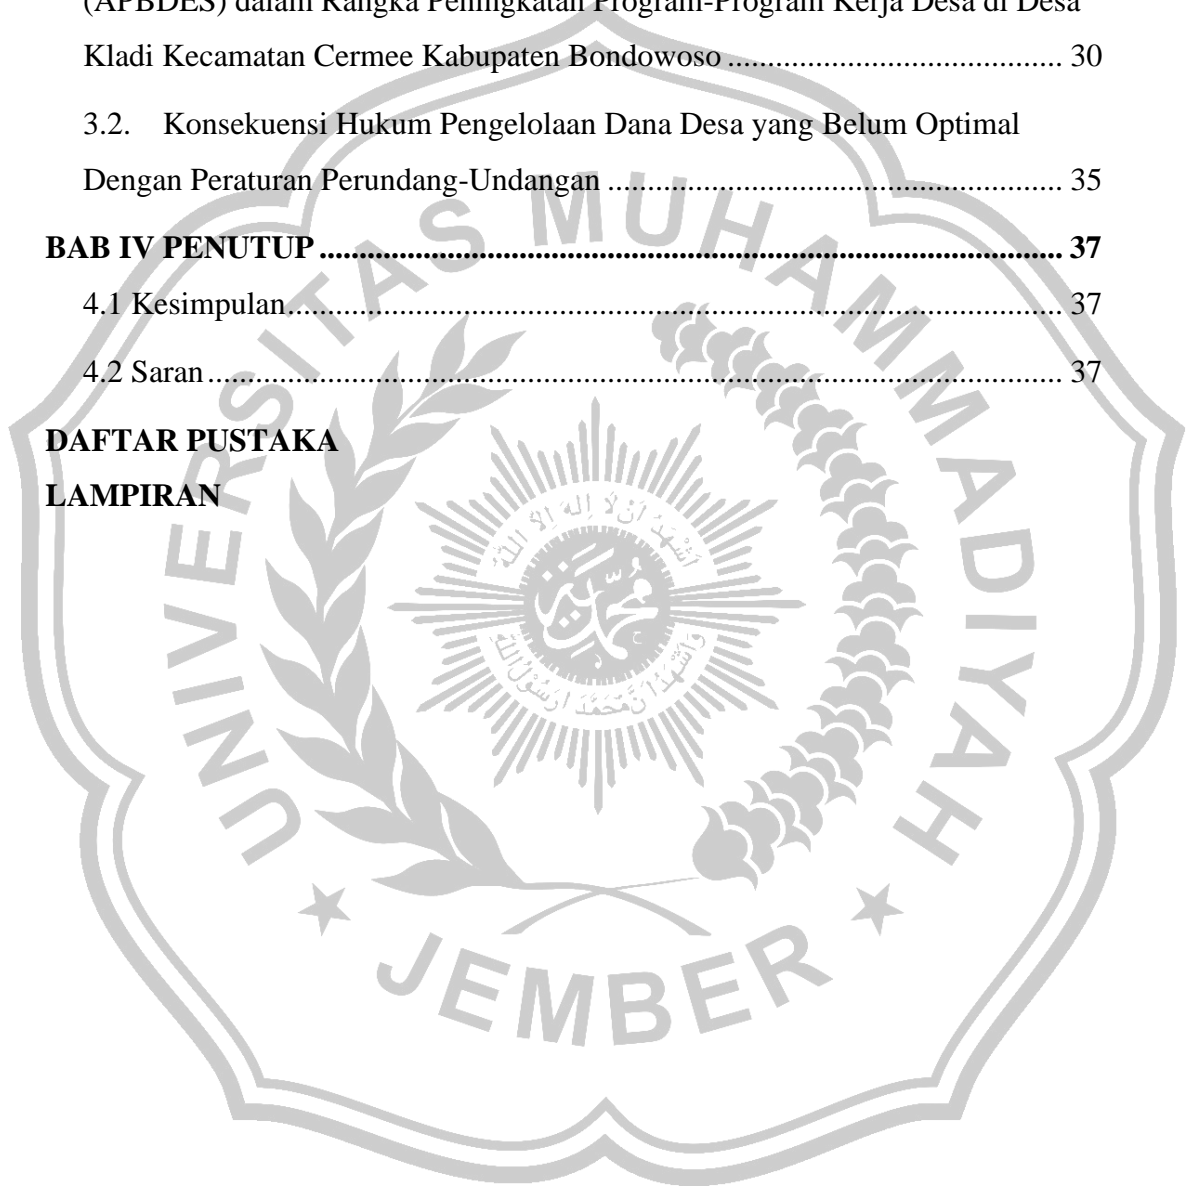 (APBDES) dalam Rangka Peningkatan Program-Program Kerja Desa di Desa
Kladi Kecamatan Cermee Kabupaten Bondowoso ........................................ 30
3.2. Konsekuensi Hukum Pengelolaan Dana Desa yang Belum Optimal
Dengan Peraturan Perundang-Undangan ........................................................ 35
BAB IV PENUTUP ........................................................................................... 37
4.1 Kesimpulan................................................................................................ 37
4.2 Saran .......................................................................................................... 37
DAFTAR PUSTAKA
LAMPIRAN
UNIVERSITAS MUHAMMADIYAH
JEMBER